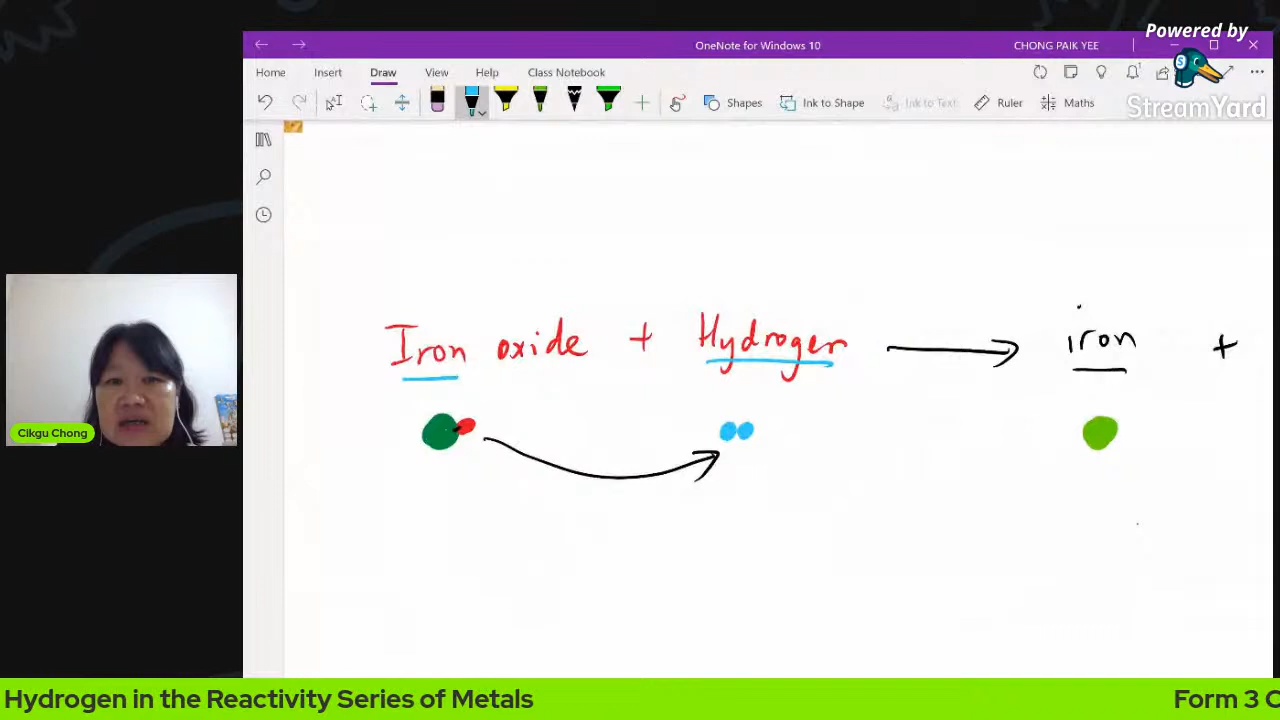 Powered by
StreamYard
OneNote for Windows 10
CHONG PAIK YEE
Home Insert Draw View Help Class Notebook
Shapes Ink to Shape Ink to Text Ruler Maths
Iron oxide + Hydrogen → iron +
Cikgu Chong
Hydrogen in the Reactivity Series of Metals
Form 3 C